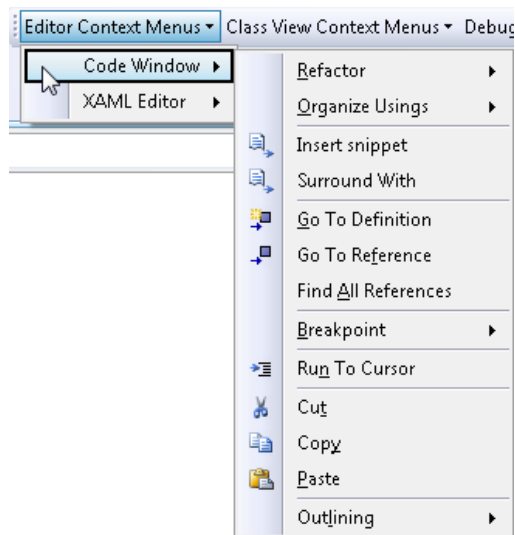 Editor Context Menus Class View Context Menus Debug
Code Window
XAML Editor
Refactor
Organize Usings
Insert snippet
Surround With
Go To Definition
Go To Reference
Find All References
Breakpoint
Run To Cursor
Cut
Copy
Paste
Outlining